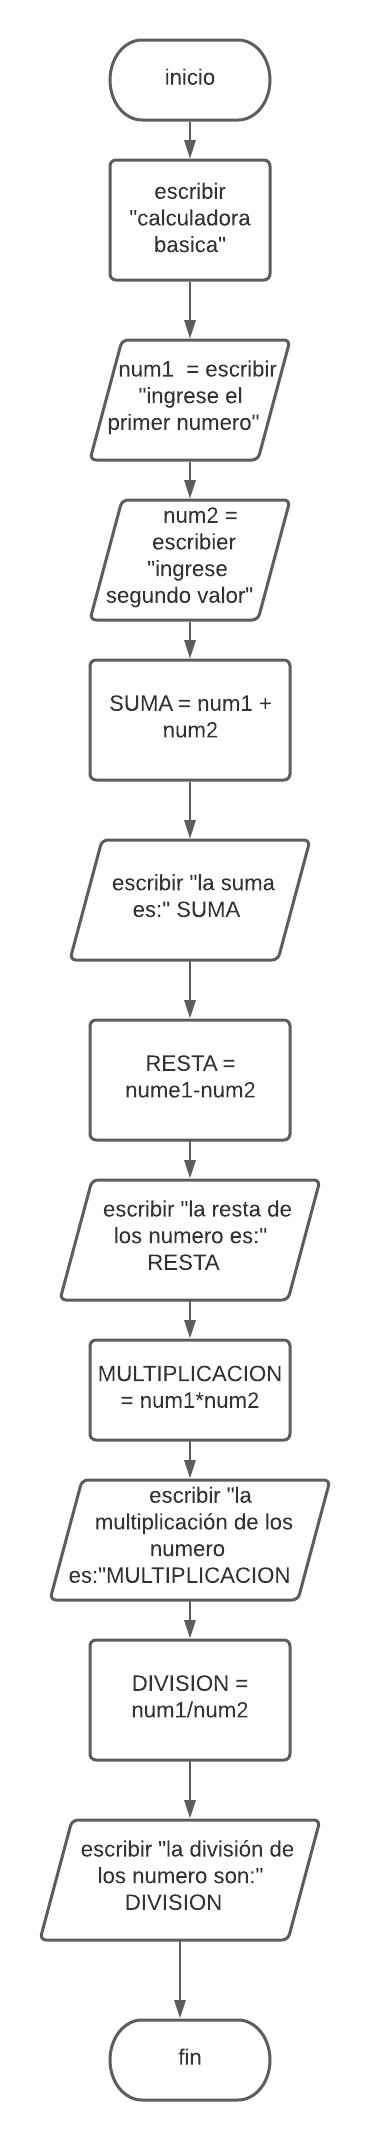 inicio
escribir
"calculadora
basica"
num1  = escribir
"ingrese el
primer numero"
num2 =
escribier
"ingrese
segundo valor"
SUMA = num1 +
num2
escribir "la suma
es:" SUMA
RESTA =
nume1-num2
escribir "la resta de
los numero es:"
RESTA
MULTIPLICACION
= num1*num2
escribir "la
multiplicación de los
numero
es:"MULTIPLICACION
DIVISION =
num1/num2
escribir "la división de
los numero son:"
DIVISION
fin